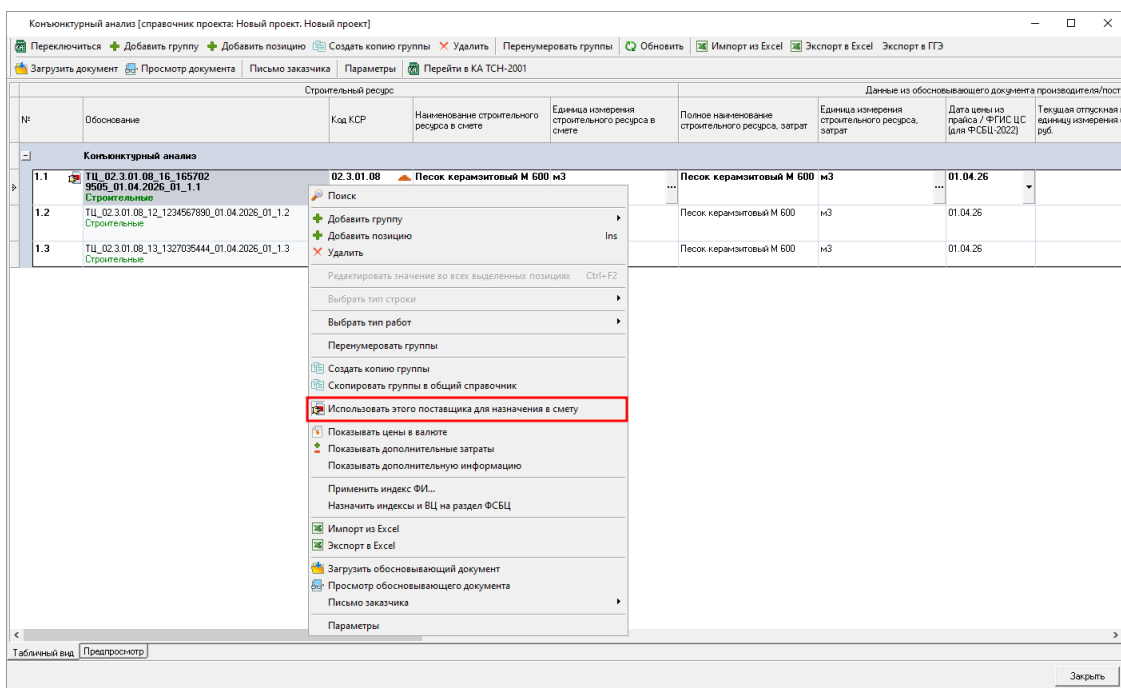 Конъюнктурный анализ [справочник проекта: Новый проект. Новый проект]
Переключиться Добавить группу Добавить позицию Создать копию группы Удалить Перенумеровать группы Обновить Импорт из Excel Экспорт в Excel Экспорт в ГГЭ
Загрузить документ Просмотр документа Письмо заказчика Параметры Перейти в КА ТСН-2001
Строительный ресурс Данные из обосновывающего документа производителя/пост
№ Обоснование Код КСР Наименование строительного ресурса в смете Единица измерения строительного ресурса в смете Полное наименование строительного ресурса, затрат Единица измерения строительного ресурса, затрат Дата цены из прайса / ФГИС ЦС (для ФСБЦ-2022) Текущая отпускная единицу измерения руб.
Конъюнктурный анализ
1.1 ТЦ_02.3.01.08_16_165702 02.3.01.08 Песок керамзитовый М 600 м3 ... Песок керамзитовый М 600 м3 ... 01.04.26
9505_01.04.2026_01_1.1
Строительные
1.2 ТЦ_02.3.01.08_12_1234567890_01.04.2026_01_1.2 Песок керамзитовый М 600 м3 01.04.26
Строительные
1.3 ТЦ_02.3.01.08_13_1327035444_01.04.2026_01_1.3 Песок керамзитовый М 600 м3 01.04.26
Строительные
Поиск
Добавить группу
Добавить позицию Ins
Удалить
Редактировать значение во всех выделенных позициях Ctrl+F2
Выбрать тип строки
Выбрать тип работ
Перенумеровать группы
Создать копию группы
Скопировать группы в общий справочник
Использовать этого поставщика для назначения в смету
Показывать цены в валюте
Показывать дополнительные затраты
Показывать дополнительную информацию
Применить индекс ФИ...
Назначить индексы и ВЦ на раздел ФСБЦ
Импорт из Excel
Экспорт в Excel
Загрузить обосновывающий документ
Просмотр обосновывающего документа
Письмо заказчика
Параметры
Табличный вид Предпросмотр
Закрыть